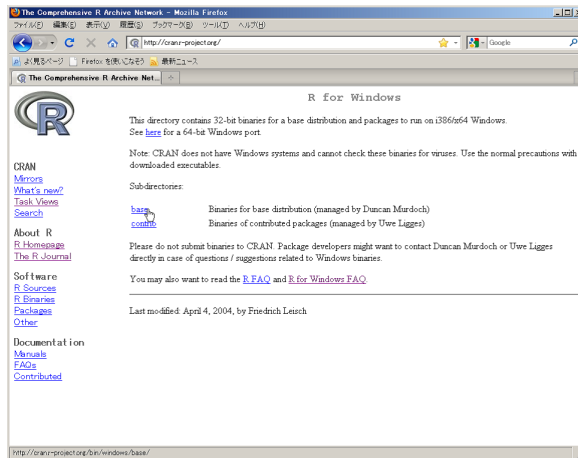 The Comprehensive R Archive Network - Mozilla Firefox
ファイル(F) 編集(E) 表示(V) 履歴(S) ブックマーク(B) ツール(T) ヘルプ(H)
http://cranr-project.org/
Google
よく見るページ Firefox を使いこなそう 最新ニュース
The Comprehensive R Archive Net...
R
R for Windows
This directory contains 32-bit binaries for a base distribution and packages to run on i386/x64 Windows.
See here for a 64-bit Windows port.
Note: CRAN does not have Windows systems and cannot check these binaries for viruses. Use the normal precautions with
downloaded executables.
Subdirectories:
base Binaries for base distribution (managed by Duncan Murdoch)
contrib Binaries of contributed packages (managed by Uwe Ligges)
Please do not submit binaries to CRAN. Package developers might want to contact Duncan Murdoch or Uwe Ligges
directly in case of questions / suggestions related to Windows binaries.
You may also want to read the R FAQ and R for Windows FAQ.
Last modified: April 4, 2004, by Friedrich Leisch
CRAN
Mirrors
What's new?
Task Views
Search
About R
R Homepage
The R Journal
Software
R Sources
R Binaries
Packages
Other
Documentation
Manuals
FAQs
Contributed
http://cranr-project.org/bin/windows/base/